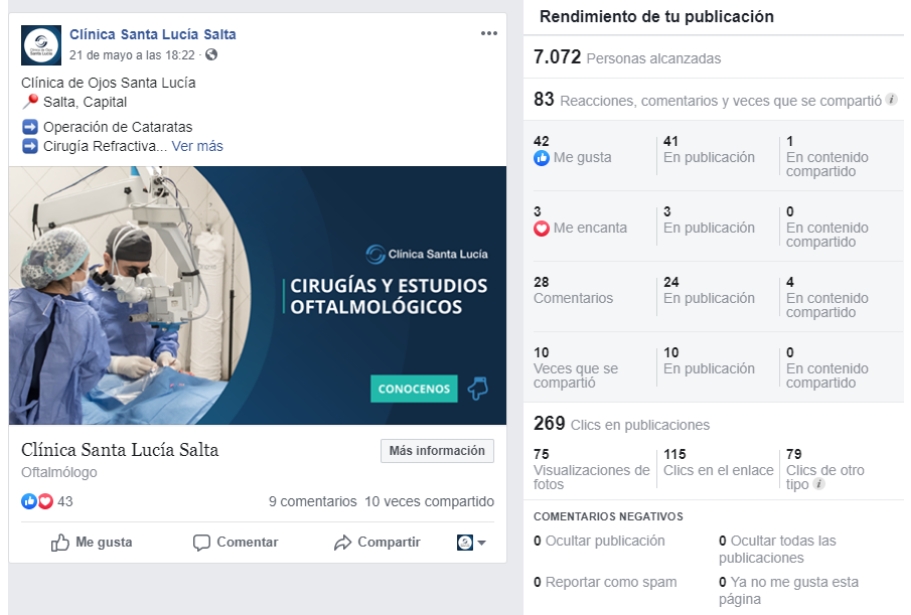 Clínica Santa Lucia Salta
21 de mayo a las 18:22 ·
Clínica de Ojos Santa Lucía
Salta, Capital
Operación de Cataratas
Cirugía Refractiva... Ver más
Clínica Santa Lucía
CIRUGÍAS Y ESTUDIOS
OFTALMOLÓGICOS
CONOCENOS
Clínica Santa Lucía Salta
Oftalmólogo
Más información
43
9 comentarios 10 veces compartido
Me gusta Comentar Compartir
Rendimiento de tu publicación
7.072 Personas alcanzadas
83 Reacciones, comentarios y veces que se compartió
42
Me gusta
41
En publicación
1
En contenido
compartido
3
Me encanta
3
En publicación
0
En contenido
compartido
28
Comentarios
24
En publicación
4
En contenido
compartido
10
Veces que se
compartió
10
En publicación
0
En contenido
compartido
269 Clics en publicaciones
75
Visualizaciones de
fotos
115
Clics en el enlace
79
Clics de otro
tipo
COMENTARIOS NEGATIVOS
0 Ocultar publicación
0 Ocultar todas las
publicaciones
0 Reportar como spam
0 Ya no me gusta esta
página